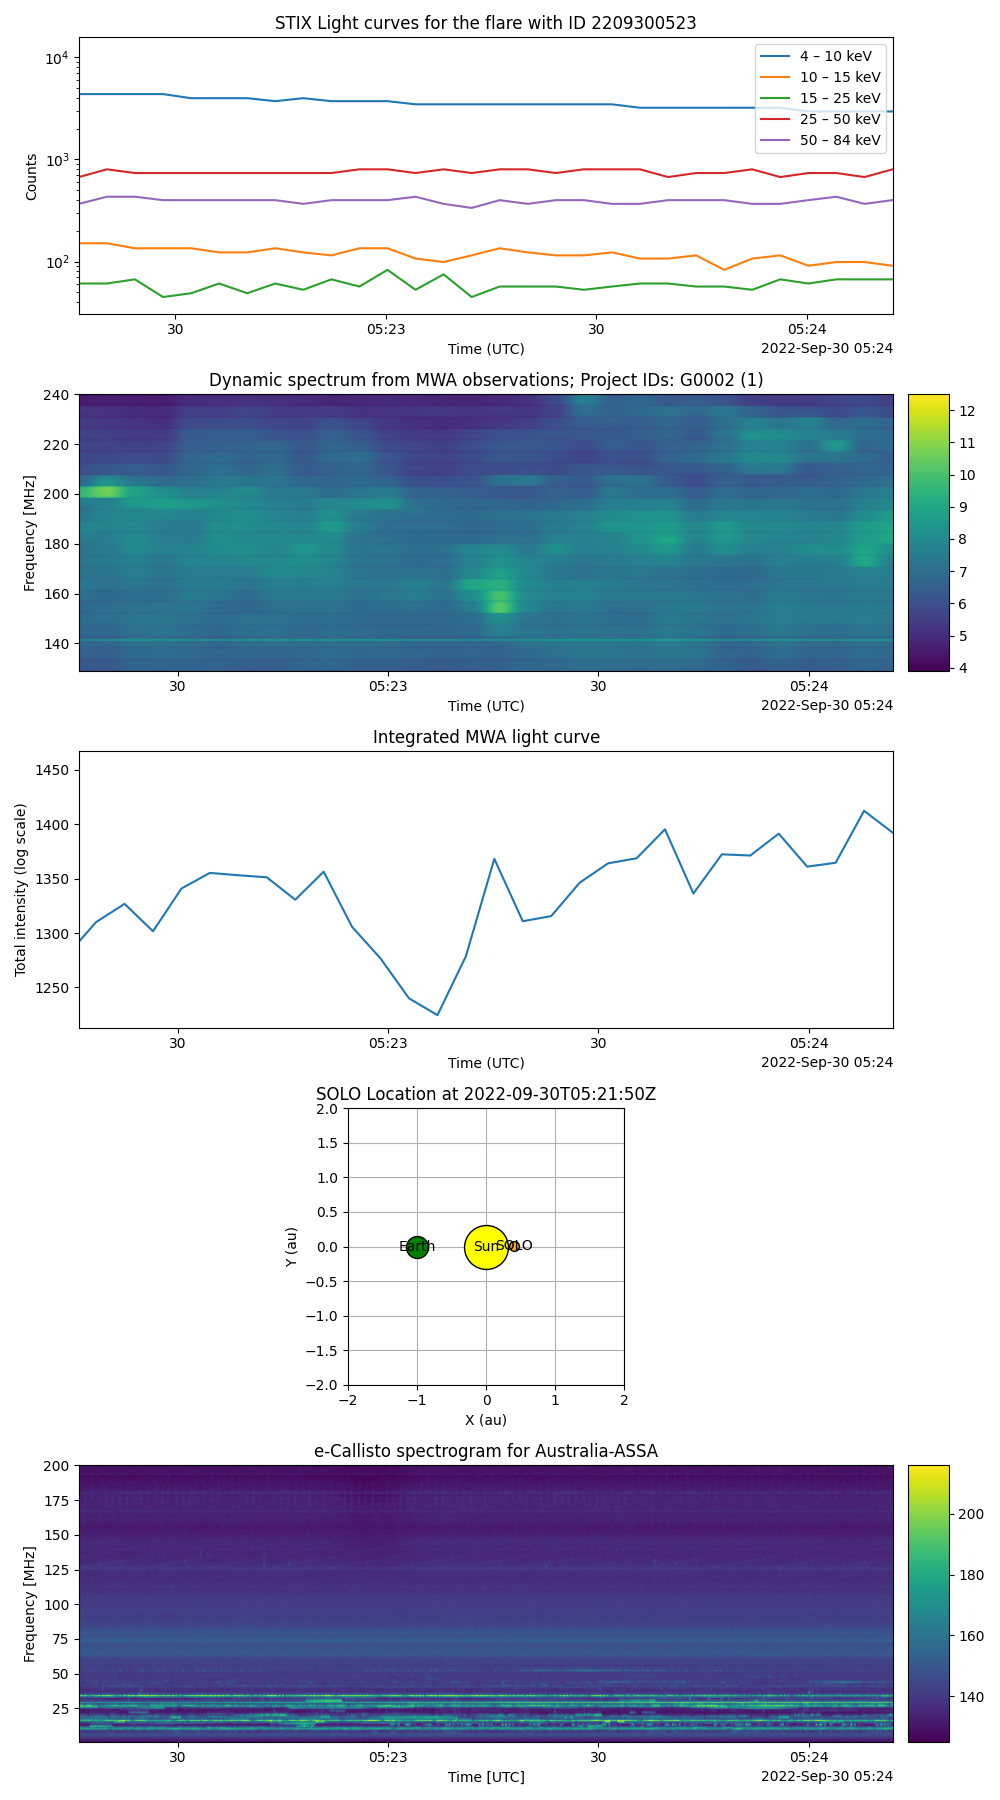 STIX Light curves for the flare with ID 2209300523
10⁴
10³
10²
Counts
4 – 10 keV
10 – 15 keV
15 – 25 keV
25 – 50 keV
50 – 84 keV
30 05:23 30 05:24
Time (UTC)
2022-Sep-30 05:24
Dynamic spectrum from MWA observations; Project IDs: G0002 (1)
240
220
200
180
160
140
Frequency [MHz]
12
11
10
9
8
7
6
5
4
30 05:23 30 05:24
Time (UTC)
2022-Sep-30 05:24
Integrated MWA light curve
1450
1400
1350
1300
1250
Total intensity (log scale)
30 05:23 30 05:24
Time (UTC)
2022-Sep-30 05:24
SOLO Location at 2022-09-30T05:21:50Z
2.0
1.5
1.0
0.5
0.0
−0.5
−1.0
−1.5
−2.0
Y (au)
Earth
Sun
SOLO
−2 −1 0 1 2
X (au)
e-Callisto spectrogram for Australia-ASSA
200
175
150
125
100
75
50
25
Frequency [MHz]
200
180
160
140
30 05:23 30 05:24
Time [UTC]
2022-Sep-30 05:24